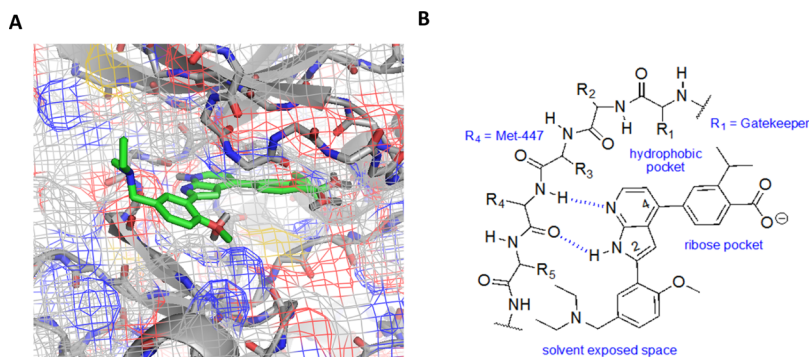 A
B
H
R2
O
N
O
N
H
R1
R1 = Gatekeeper
R4 = Met-447
H
N
O
hydrophobic
pocket
O
R3
N
H
N
4
O
O
⊖
R4
O
H
N
2
ribose pocket
H
N
R5
O
O
NH
N
solvent exposed space